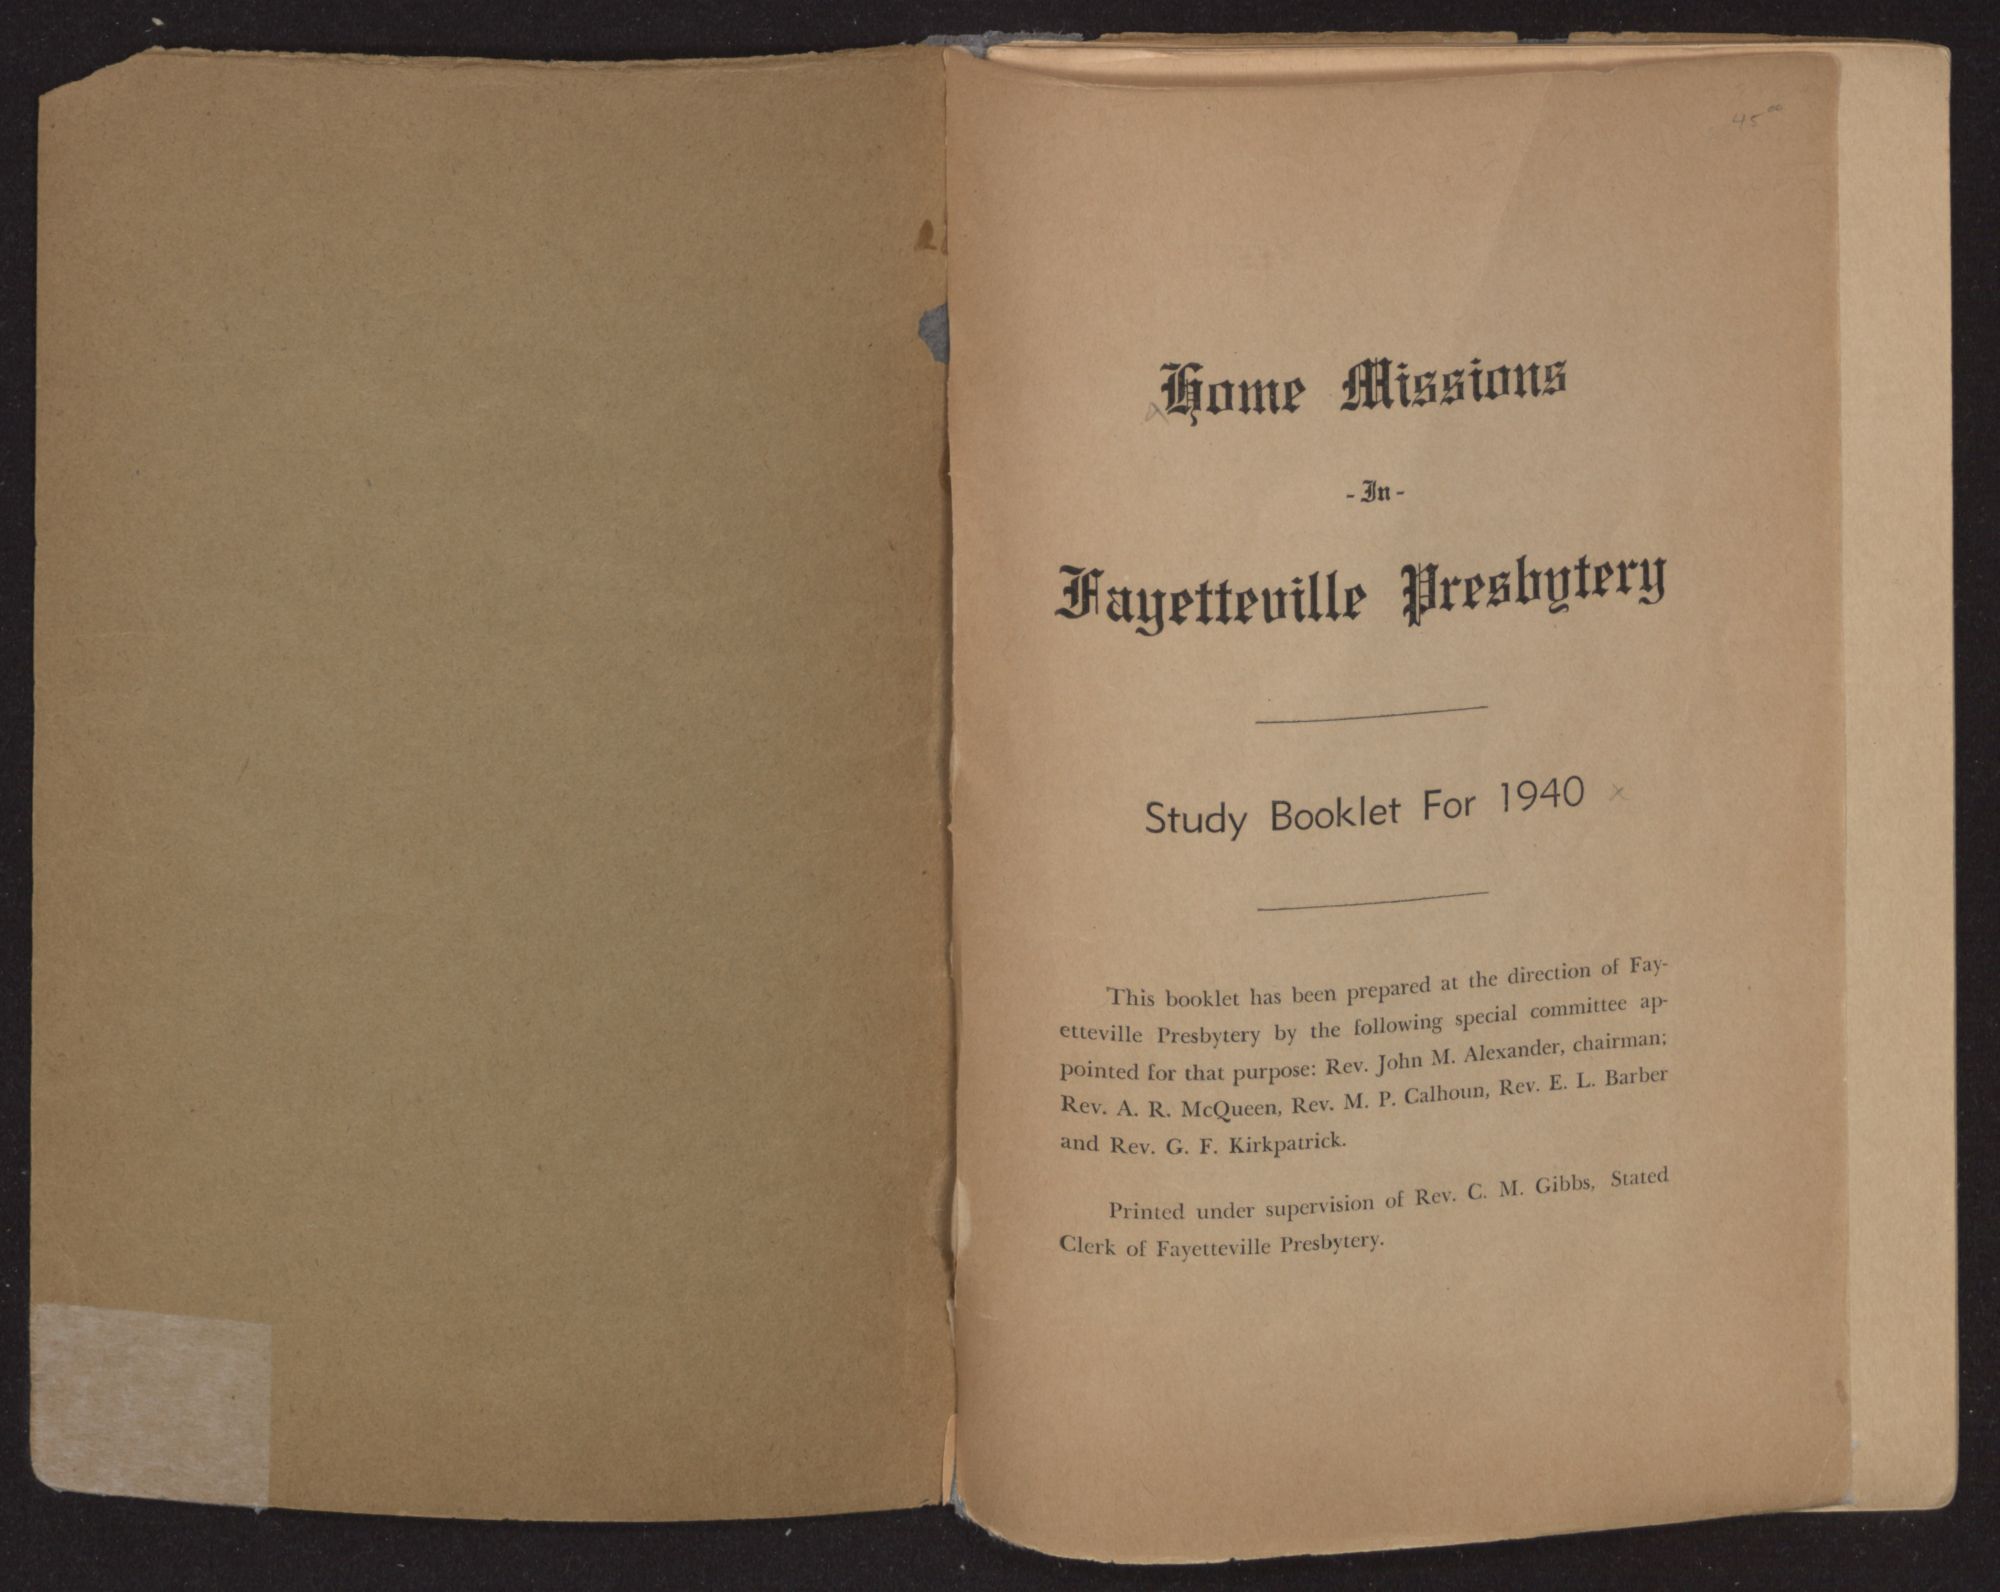 45 00
Home Missions
- In -
Fayetteville Presbytery
Study Booklet For 1940 x
This booklet has been prepared at the direction of Fay-
etteville Presbytery by the following special committee ap-
pointed for that purpose: Rev. John M. Alexander, chairman;
Rev. A. R. McQueen, Rev. M. P. Calhoun, Rev. E. L. Barber
and Rev. G. F. Kirkpatrick.
Printed under supervision of Rev. C. M. Gibbs, Stated
Clerk of Fayetteville Presbytery.